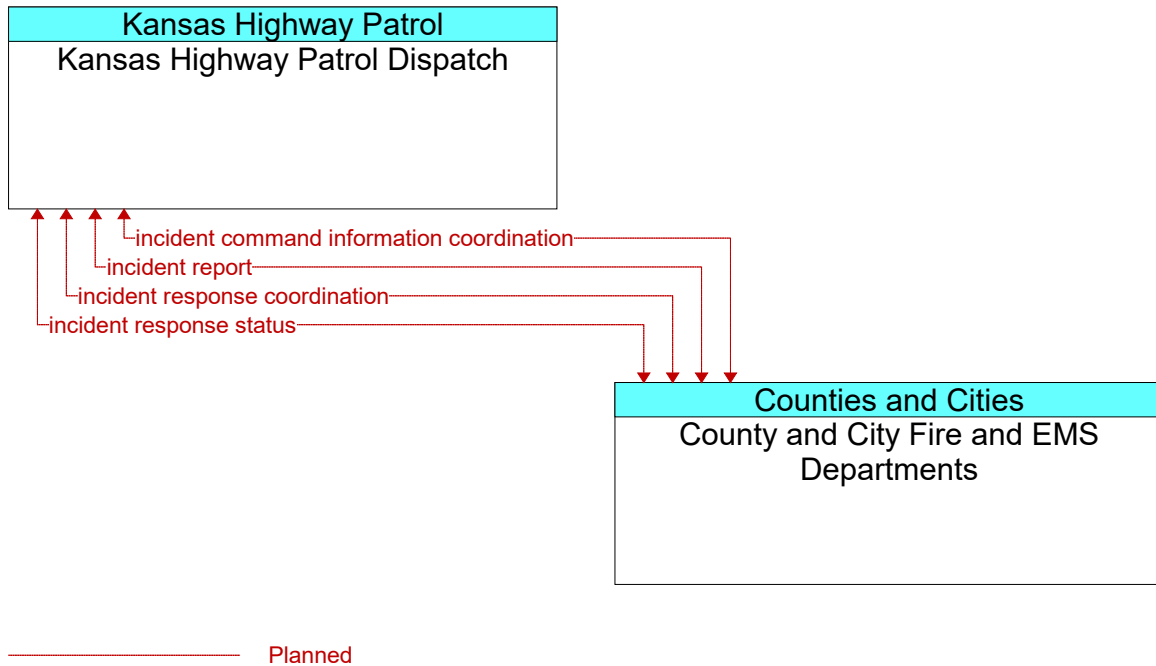 Kansas Highway Patrol
Kansas Highway Patrol Dispatch
incident command information coordination
incident report
incident response coordination
incident response status
Counties and Cities
County and City Fire and EMS
Departments
Planned